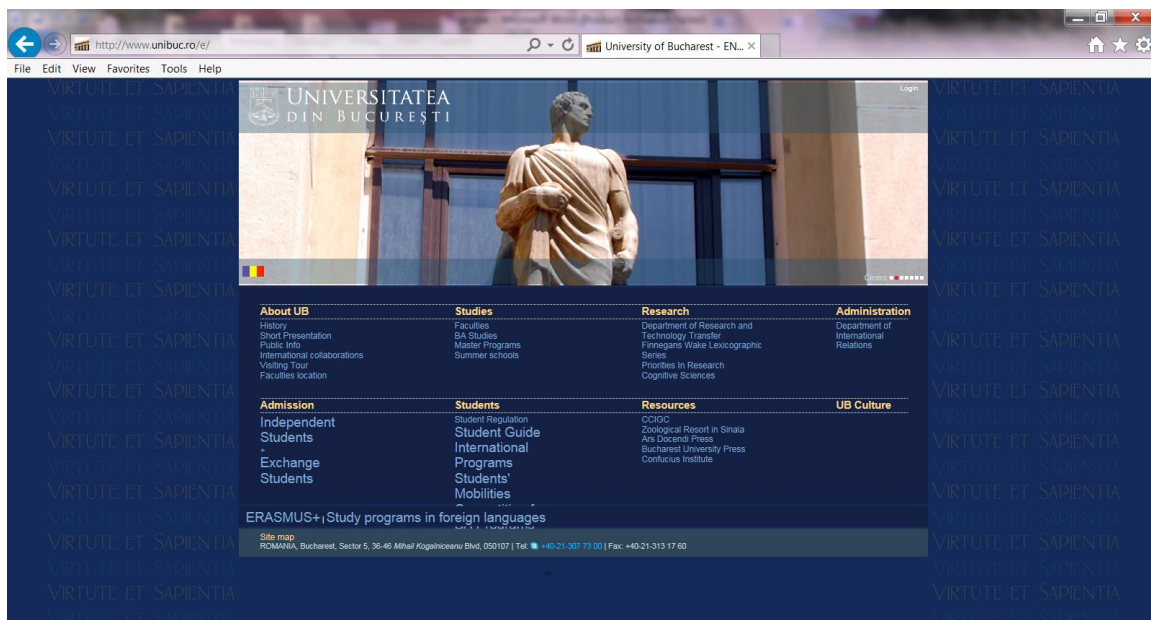 http://www.unibuc.ro/e/
University of Bucharest - EN...
File Edit View Favorites Tools Help
VIRTUTE ET SAPIENTIA
UNIVERSITATEA
DIN BUCUREȘTI
Login
Cicero
About UB
History
Short Presentation
Public Info
International collaborations
Visiting Tour
Faculties location
Studies
Faculties
BA Studies
Master Programs
Summer schools
Research
Department of Research and
Technology Transfer
Finnegans Wake Lexicographic
Series
Priorities In Research
Cognitive Sciences
Administration
Department of
International
Relations
Admission
Independent
Students
+
Exchange
Students
Students
Student Regulation
Student Guide
International
Programs
Students'
Mobilities
Resources
CCIGC
Zoological Resort in Sinaia
Ars Docendi Press
Bucharest University Press
Confucius Institute
UB Culture
ERASMUS+|Study programs in foreign languages
Site map
ROMANIA, Bucharest, Sector 5, 36-46 Mihail Kogalniceanu Blvd, 050107 | Tel: +40-21-307 73 00 | Fax: +40-21-313 17 60